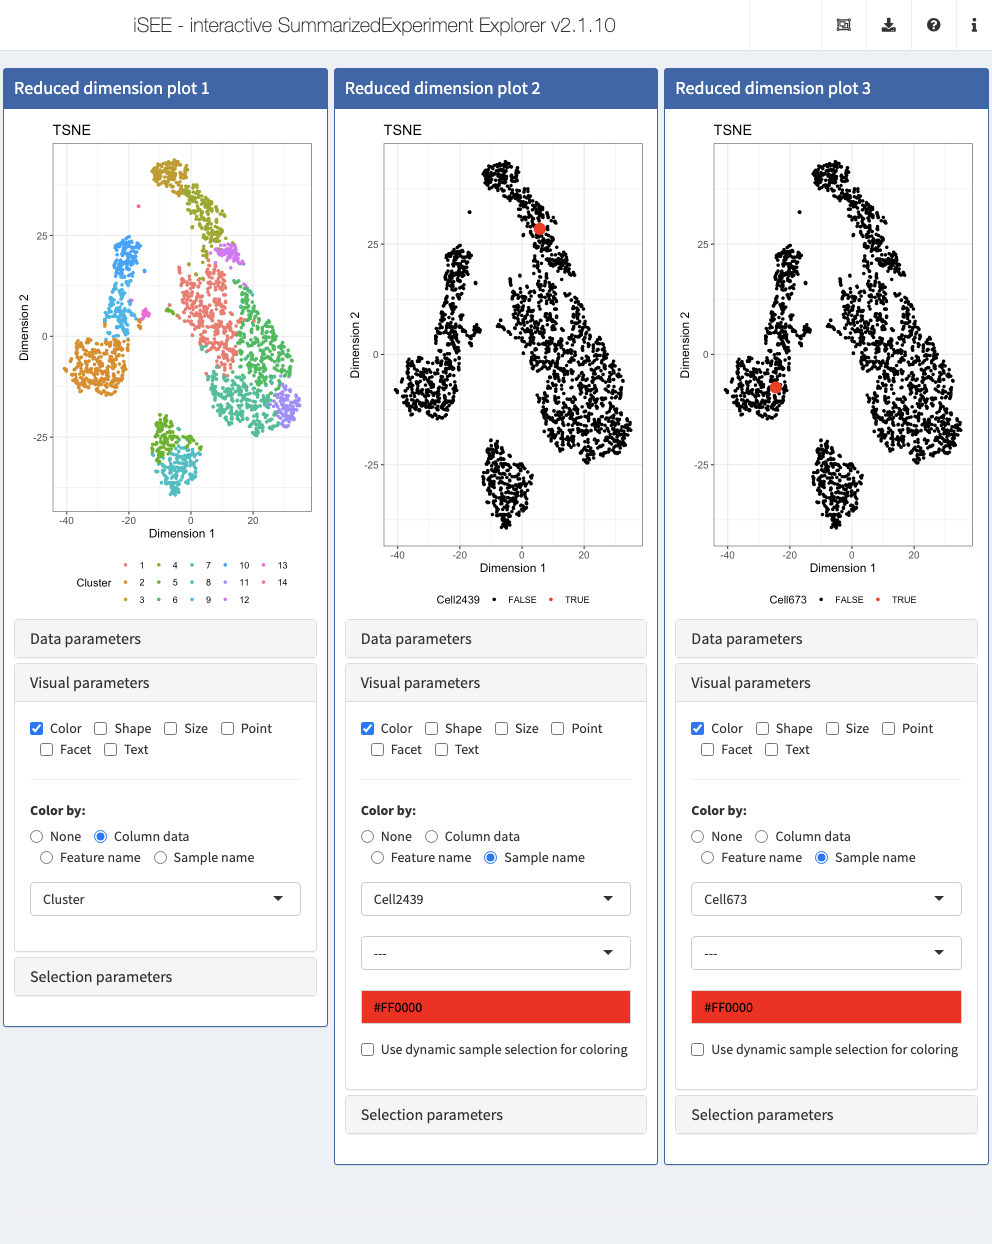 iSEE - interactive SummarizedExperiment Explorer v2.1.10
Reduced dimension plot 1
TSNE
25
0
-25
Dimension 2
-40 -20 0 20
Dimension 1
Cluster
1 4 7 10 13
2 5 8 11 14
3 6 9 12
Data parameters
Visual parameters
Color Shape Size Point
Facet Text
Color by:
None Column data
Feature name Sample name
Cluster
Selection parameters
Reduced dimension plot 2
TSNE
25
0
-25
Dimension 2
-40 -20 0 20
Dimension 1
Cell2439 FALSE TRUE
Data parameters
Visual parameters
Color Shape Size Point
Facet Text
Color by:
None Column data
Feature name Sample name
Cell2439
---
#FF0000
Use dynamic sample selection for coloring
Selection parameters
Reduced dimension plot 3
TSNE
25
0
-25
Dimension 2
-40 -20 0 20
Dimension 1
Cell673 FALSE TRUE
Data parameters
Visual parameters
Color Shape Size Point
Facet Text
Color by:
None Column data
Feature name Sample name
Cell673
---
#FF0000
Use dynamic sample selection for coloring
Selection parameters